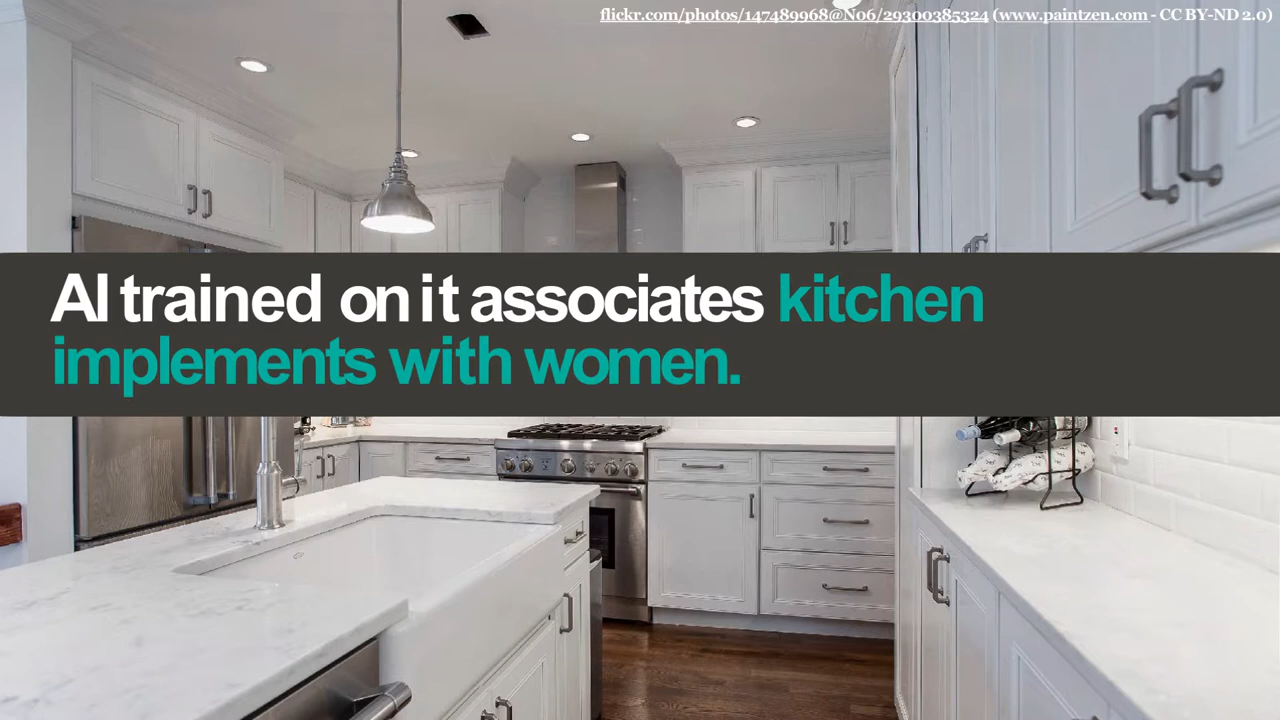 flickr.com/photos/147489968@N06/29300385324 (www.paintzen.com - CC BY-ND 2.0)
AI trained on it associates kitchen
implements with women.